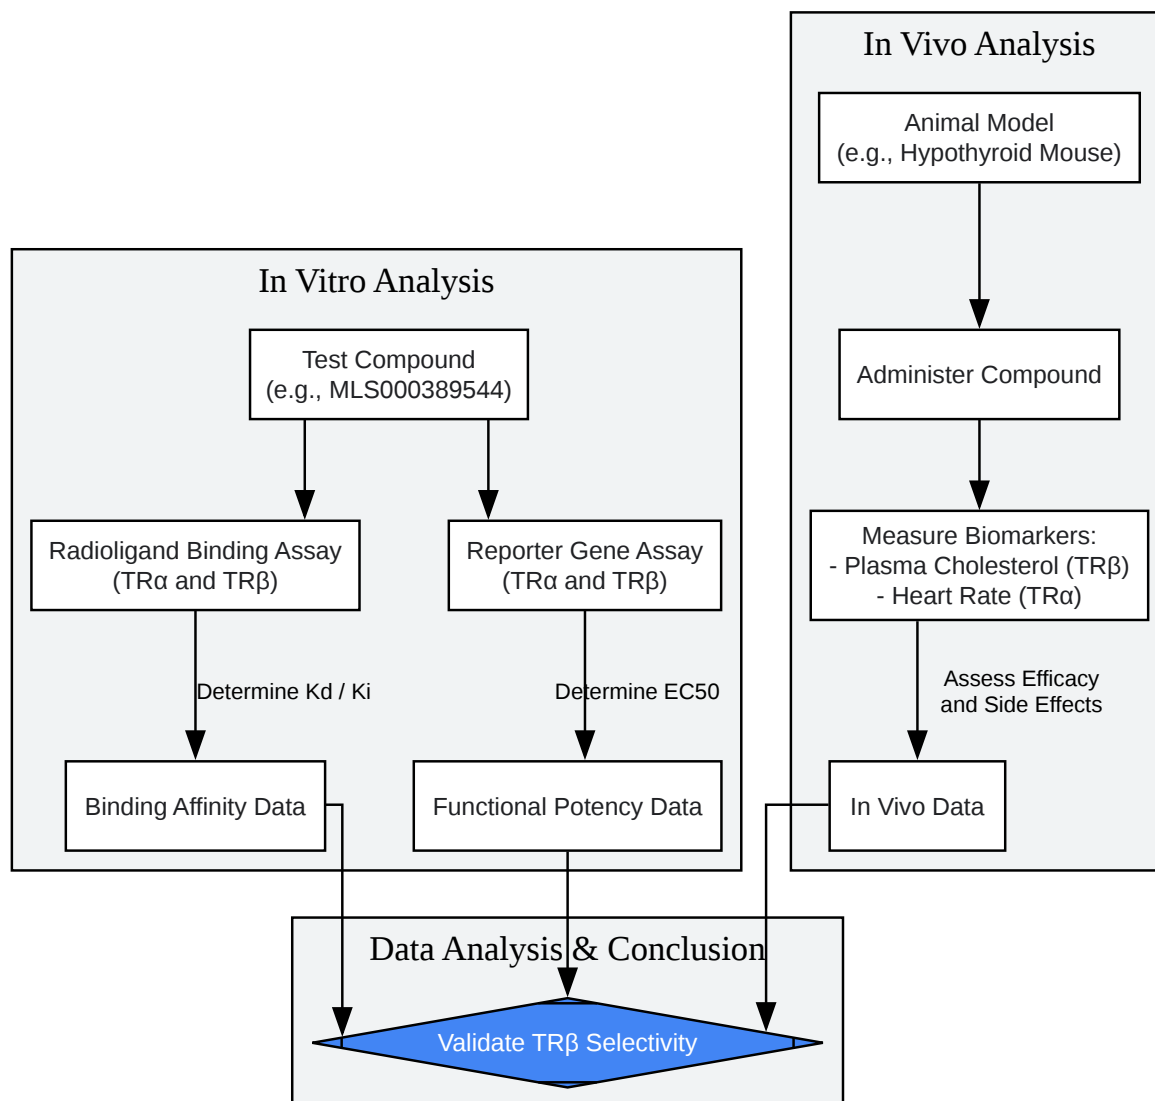 In Vivo Analysis
Animal Model
(e.g., Hypothyroid Mouse)
Administer Compound
Measure Biomarkers:
- Plasma Cholesterol (TRβ)
- Heart Rate (TRα)
Assess Efficacy
and Side Effects
In Vivo Data
In Vitro Analysis
Test Compound
(e.g., MLS000389544)
Radioligand Binding Assay
(TRα and TRβ)
Reporter Gene Assay
(TRα and TRβ)
Determine Kd / Ki
Determine EC50
Binding Affinity Data
Functional Potency Data
Data Analysis & Conclusion
Validate TRβ Selectivity